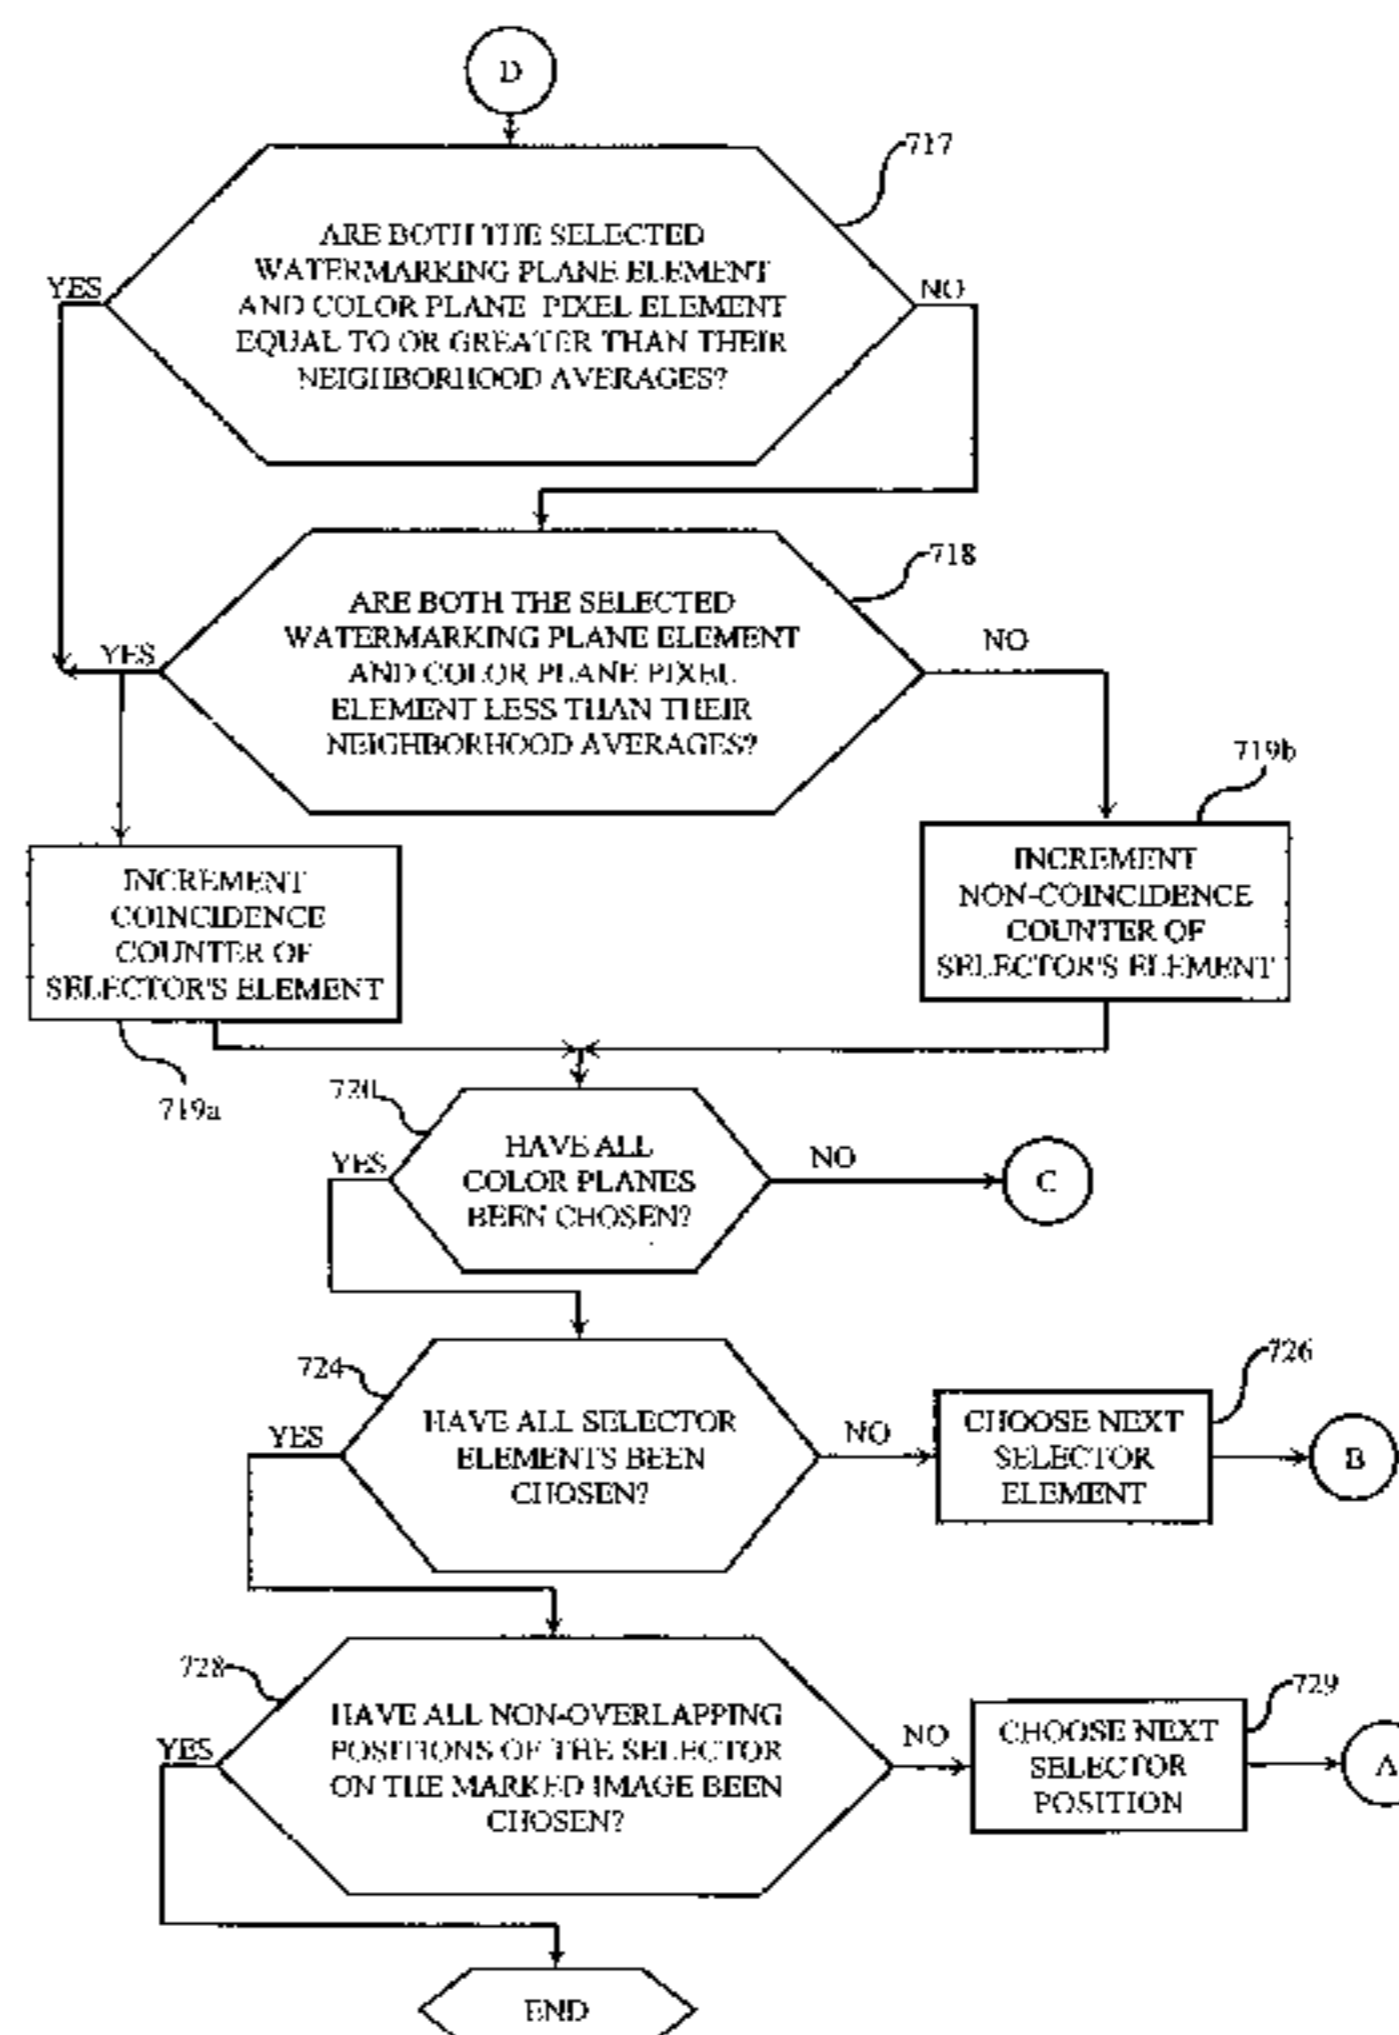 D
717
ARE BOTH THE SELECTED
WATERMARKING PLANE ELEMENT
AND COLOR PLANE PIXEL ELEMENT
EQUAL TO OR GREATER THAN THEIR
NEIGHBORHOOD AVERAGES?
YES
NO
718
ARE BOTH THE SELECTED
WATERMARKING PLANE ELEMENT
AND COLOR PLANE PIXEL
ELEMENT LESS THAN THEIR
NEIGHBORHOOD AVERAGES?
YES
NO
719b
INCREMENT
COINCIDENCE
COUNTER OF
SELECTOR'S ELEMENT
INCREMENT
NON-COINCIDENCE
COUNTER OF
SELECTOR'S ELEMENT
719a
720
HAVE ALL
COLOR PLANES
BEEN CHOSEN?
YES
NO
C
724
HAVE ALL SELECTOR
ELEMENTS BEEN
CHOSEN?
YES
NO
726
CHOOSE NEXT
SELECTOR
ELEMENT
B
728
HAVE ALL NON-OVERLAPPING
POSITIONS OF THE SELECTOR
ON THE MARKED IMAGE BEEN
CHOSEN?
YES
NO
729
CHOOSE NEXT
SELECTOR
POSITION
A
END